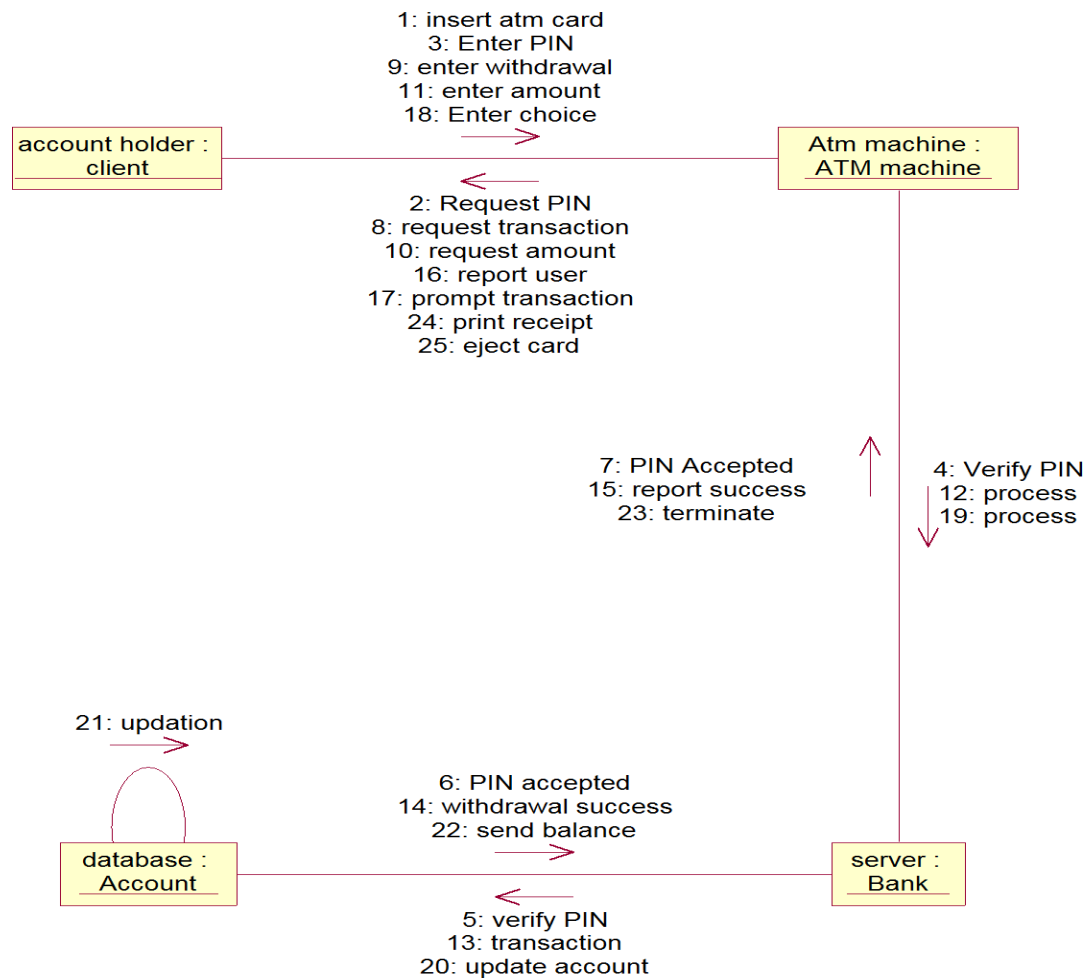 1: insert atm card
3: Enter PIN
9: enter withdrawal
11: enter amount
18: Enter choice
account holder :
client
Atm machine :
ATM machine
2: Request PIN
8: request transaction
10: request amount
16: report user
17: prompt transaction
24: print receipt
25: eject card
7: PIN Accepted
15: report success
23: terminate
4: Verify PIN
12: process
19: process
21: updation
6: PIN accepted
14: withdrawal success
22: send balance
database :
Account
server :
Bank
5: verify PIN
13: transaction
20: update account